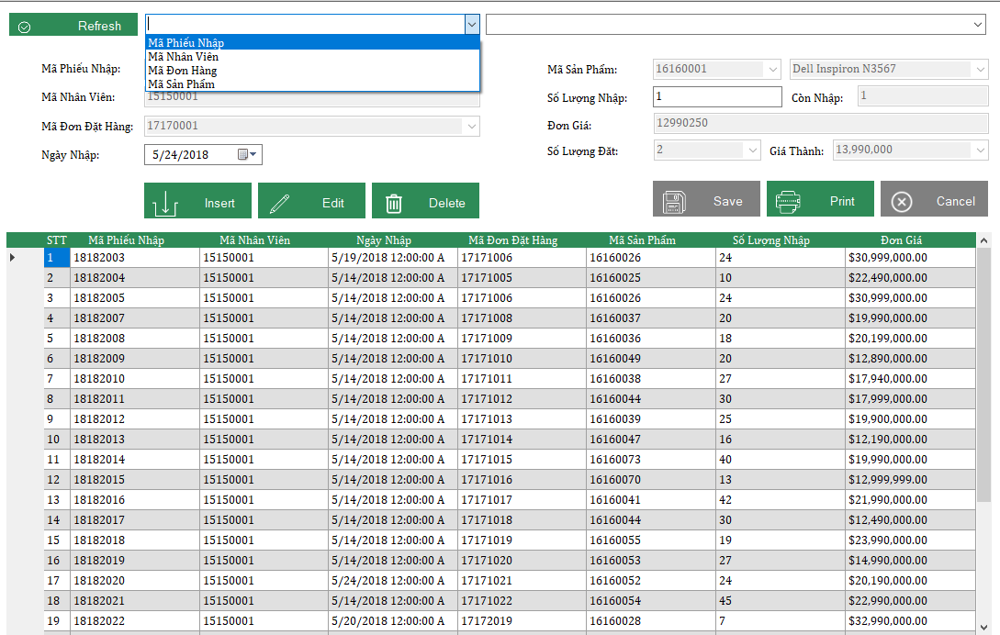 Refresh
Mã Phiếu Nhập
Mã Nhân Viên
Mã Đơn Hàng
Mã Sản Phẩm
Mã Phiếu Nhập:
Mã Nhân Viên: 15150001
Mã Đơn Đặt Hàng: 17170001
Ngày Nhập: 5/24/2018
Mã Sản Phẩm: 16160001 Dell Inspiron N3567
Số Lượng Nhập: 1 Còn Nhập: 1
Đơn Giá: 12990250
Số Lượng Đặt: 2 Giá Thành: 13,990,000
Insert Edit Delete Save Print Cancel
STT Mã Phiếu Nhập Mã Nhân Viên Ngày Nhập Mã Đơn Đặt Hàng Mã Sản Phẩm Số Lượng Nhập Đơn Giá
1 18182003 15150001 5/19/2018 12:00:00 A 17171006 16160026 24 $30,999,000.00
2 18182004 15150001 5/14/2018 12:00:00 A 17171005 16160025 10 $22,490,000.00
3 18182005 15150001 5/14/2018 12:00:00 A 17171006 16160026 24 $30,999,000.00
4 18182007 15150001 5/14/2018 12:00:00 A 17171008 16160037 20 $19,990,000.00
5 18182008 15150001 5/14/2018 12:00:00 A 17171009 16160036 18 $20,199,000.00
6 18182009 15150001 5/14/2018 12:00:00 A 17171010 16160049 20 $12,890,000.00
7 18182010 15150001 5/14/2018 12:00:00 A 17171011 16160038 27 $17,940,000.00
8 18182011 15150001 5/14/2018 12:00:00 A 17171012 16160044 30 $17,999,000.00
9 18182012 15150001 5/14/2018 12:00:00 A 17171013 16160039 25 $19,900,000.00
10 18182013 15150001 5/14/2018 12:00:00 A 17171014 16160047 16 $12,190,000.00
11 18182014 15150001 5/14/2018 12:00:00 A 17171015 16160073 40 $19,990,000.00
12 18182015 15150001 5/14/2018 12:00:00 A 17171016 16160070 13 $12,999,999.00
13 18182016 15150001 5/14/2018 12:00:00 A 17171017 16160041 42 $21,990,000.00
14 18182017 15150001 5/14/2018 12:00:00 A 17171018 16160044 30 $12,490,000.00
15 18182018 15150001 5/14/2018 12:00:00 A 17171019 16160055 19 $23,990,000.00
16 18182019 15150001 5/14/2018 12:00:00 A 17171020 16160053 27 $14,990,000.00
17 18182020 15150001 5/24/2018 12:00:00 A 17171021 16160052 24 $20,190,000.00
18 18182021 15150001 5/14/2018 12:00:00 A 17171022 16160054 45 $22,990,000.00
19 18182022 15150001 5/20/2018 12:00:00 A 17172019 16160028 7 $32,990,000.00